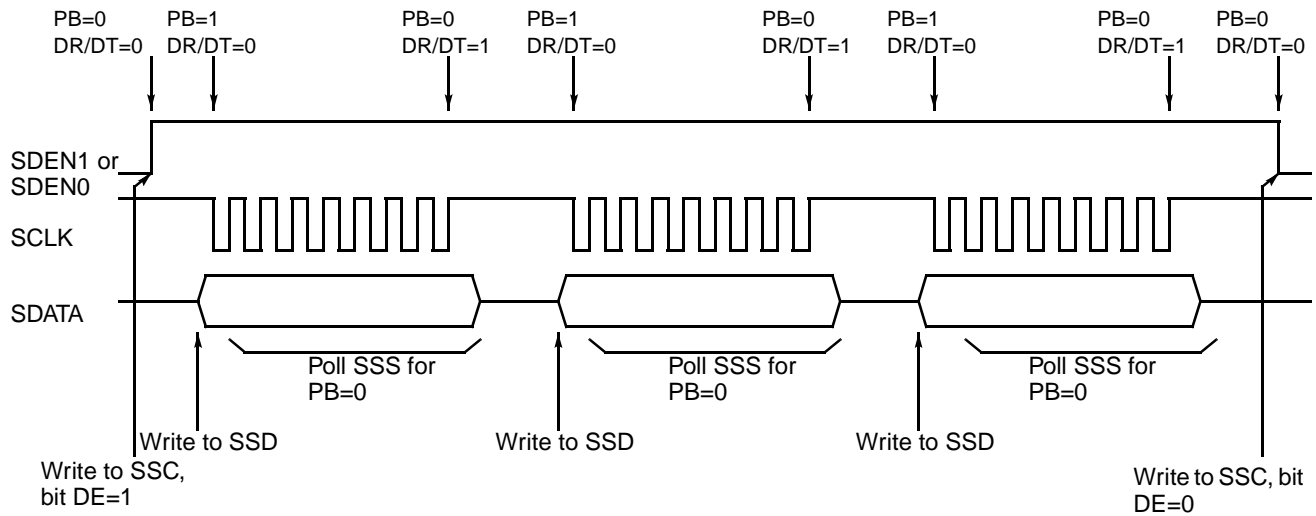 PB=0 PB=1 PB=0 PB=1 PB=0 PB=1 PB=0 PB=0
DR/DT=0 DR/DT=0 DR/DT=1 DR/DT=0 DR/DT=1 DR/DT=0 DR/DT=1 DR/DT=0
SDEN1 or
SDEN0
SCLK
SDATA
Poll SSS for Poll SSS for Poll SSS for
PB=0 PB=0 PB=0
Write to SSD Write to SSD Write to SSD
Write to SSC,
bit DE=1
Write to SSC, bit
DE=0